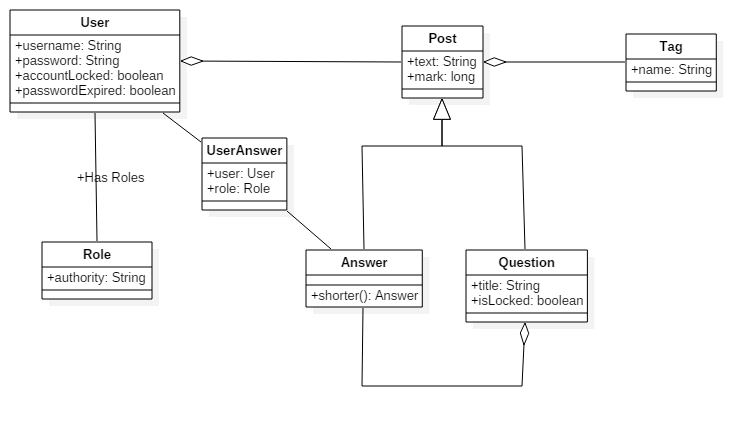 User
+username: String
+password: String
+accountLocked: boolean
+passwordExpired: boolean
Post
+text: String
+mark: long
Tag
+name: String
UserAnswer
+user: User
+role: Role
+Has Roles
Role
+authority: String
Answer
+shorter(): Answer
Question
+title: String
+isLocked: boolean